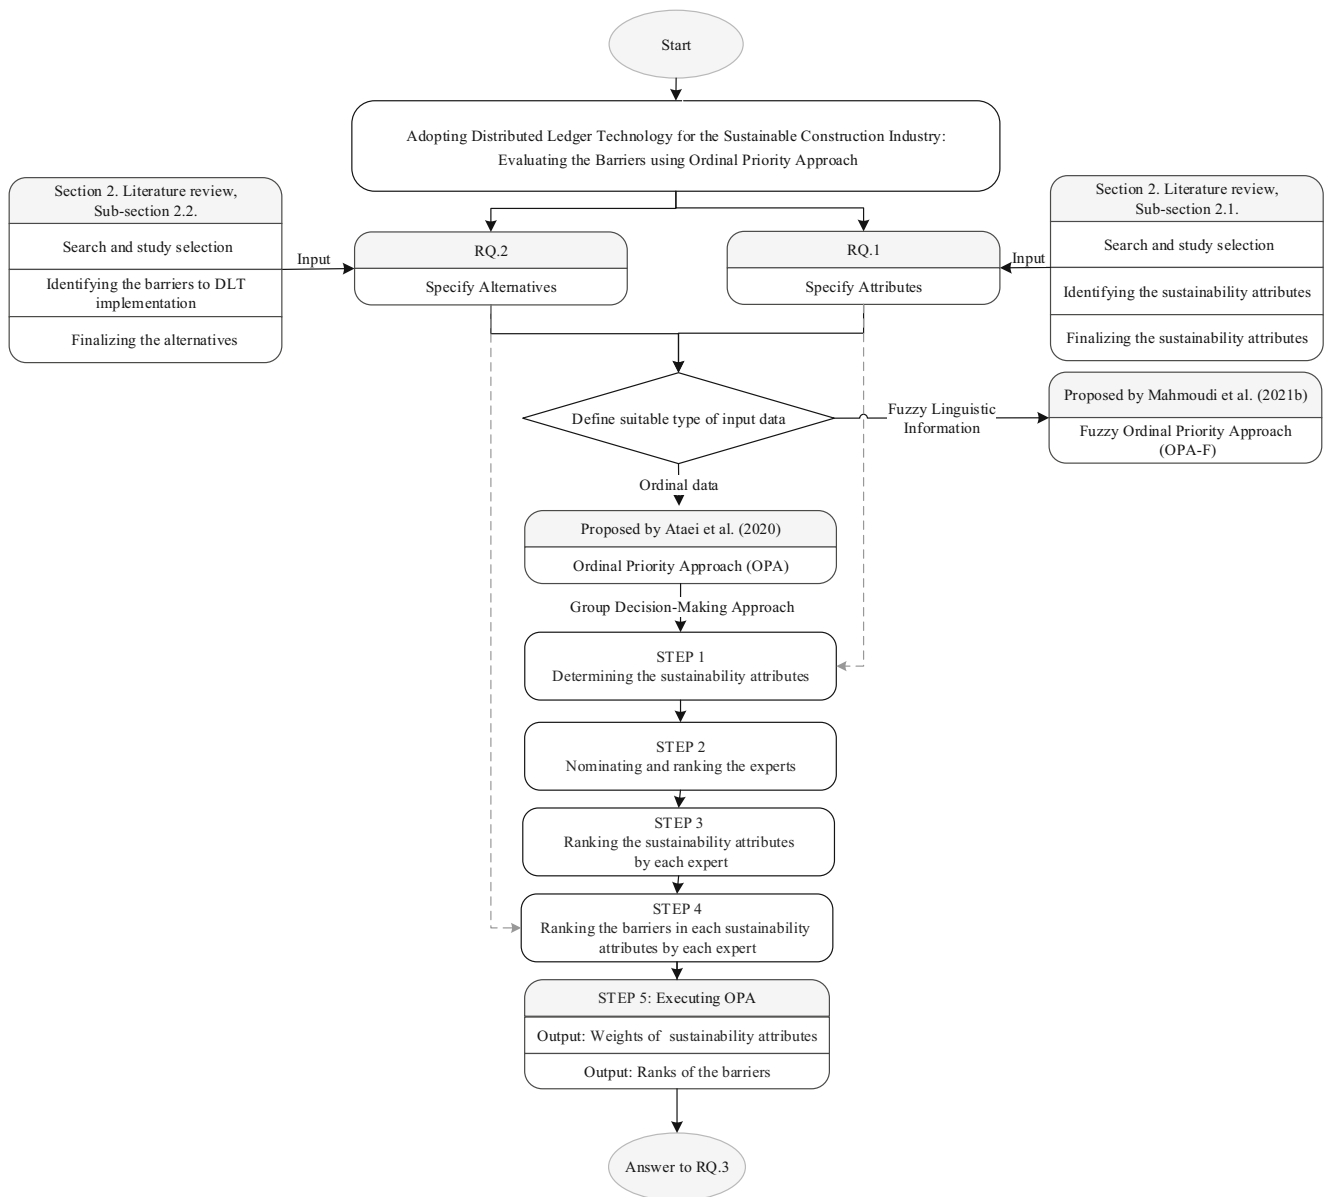 Start
Adopting Distributed Ledger Technology for the Sustainable Construction Industry:
Evaluating the Barriers using Ordinal Priority Approach
Section 2. Literature review,
Sub-section 2.2.
Search and study selection
Identifying the barriers to DLT
implementation
Finalizing the alternatives
Input
RQ.2
Specify Alternatives
RQ.1
Specify Attributes
Input
Section 2. Literature review,
Sub-section 2.1.
Search and study selection
Identifying the sustainability attributes
Finalizing the sustainability attributes
Define suitable type of input data
Fuzzy Linguistic
Information
Proposed by Mahmoudi et al. (2021b)
Fuzzy Ordinal Priority Approach
(OPA-F)
Ordinal data
Proposed by Ataei et al. (2020)
Ordinal Priority Approach (OPA)
Group Decision-Making Approach
STEP 1
Determining the sustainability attributes
STEP 2
Nominating and ranking the experts
STEP 3
Ranking the sustainability attributes
by each expert
STEP 4
Ranking the barriers in each sustainability
attributes by each expert
STEP 5: Executing OPA
Output: Weights of sustainability attributes
Output: Ranks of the barriers
Answer to RQ.3